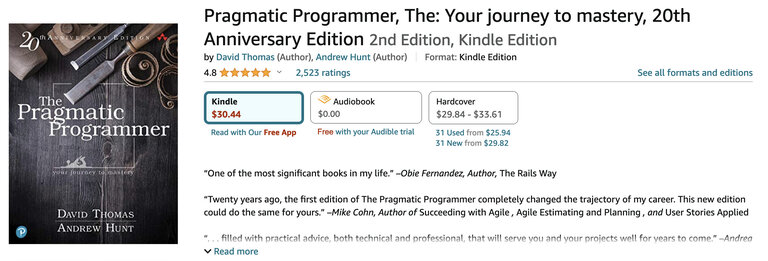 20th ANNIVERSARY EDITION
The
Pragmatic
Programmer
your journey to mastery
DAVID THOMAS
ANDREW HUNT
Pragmatic Programmer, The: Your journey to mastery, 20th
Anniversary Edition 2nd Edition, Kindle Edition
by David Thomas (Author), Andrew Hunt (Author) Format: Kindle Edition
4.8 2,523 ratings See all formats and editions
Kindle
$30.44
Read with Our Free App
Audiobook
$0.00
Free with your Audible trial
Hardcover
$29.84 - $33.61
31 Used from $25.94
31 New from $29.82
“One of the most significant books in my life.” –Obie Fernandez, Author, The Rails Way
“Twenty years ago, the first edition of The Pragmatic Programmer completely changed the trajectory of my career. This new edition
could do the same for yours.” –Mike Cohn, Author of Succeeding with Agile , Agile Estimating and Planning , and User Stories Applied
“. . . filled with practical advice, both technical and professional, that will serve you and your projects well for years to come.” –Andrea
Read more